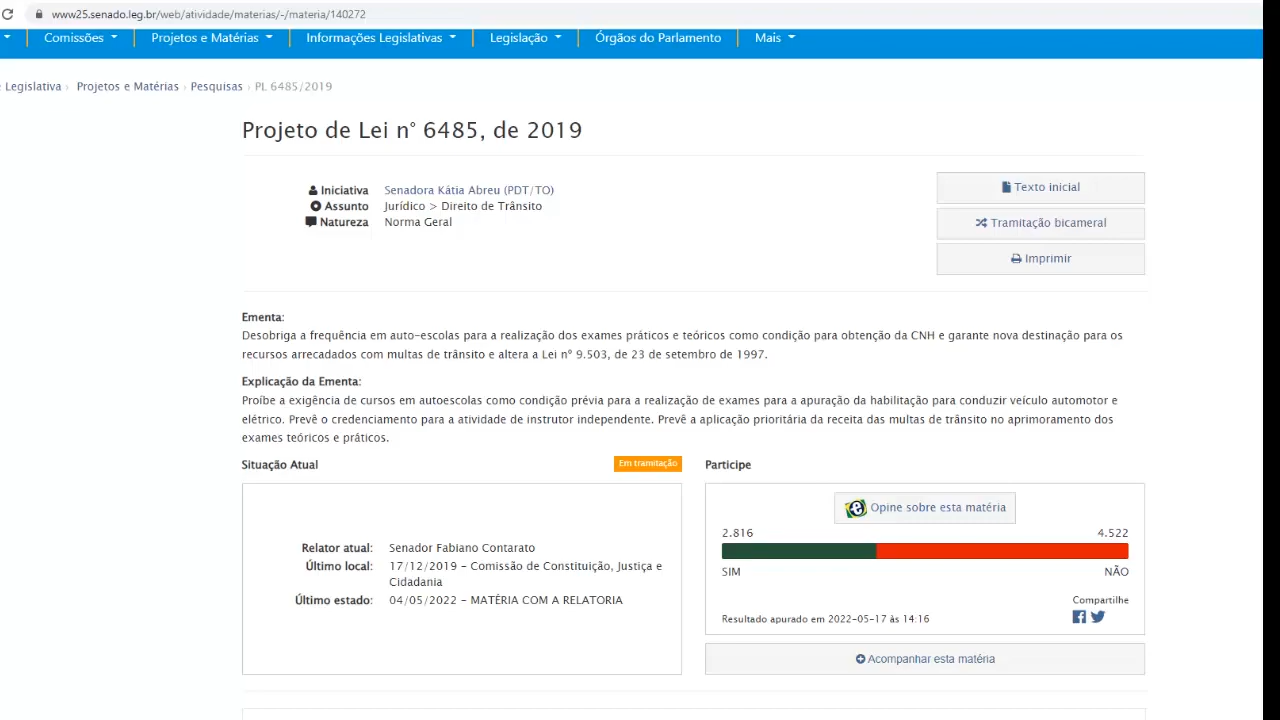 www25.senado.leg.br/web/atividade/materias/-/materia/140272
Comissões Projetos e Matérias Informações Legislativas Legislação Órgãos do Parlamento Mais
Legislativa › Projetos e Matérias › Pesquisas › PL 6485/2019
Projeto de Lei n° 6485, de 2019
Iniciativa Senadora Kátia Abreu (PDT/TO)
Assunto Jurídico > Direito de Trânsito
Natureza Norma Geral
Texto inicial
Tramitação bicameral
Imprimir
Ementa:
Desobriga a frequência em auto-escolas para a realização dos exames práticos e teóricos como condição para obtenção da CNH e garante nova destinação para os
recursos arrecadados com multas de trânsito e altera a Lei nº 9.503, de 23 de setembro de 1997.
Explicação da Ementa:
Proíbe a exigência de cursos em autoescolas como condição prévia para a realização de exames para a apuração da habilitação para conduzir veículo automotor e
elétrico. Prevê o credenciamento para a atividade de instrutor independente. Prevê a aplicação prioritária da receita das multas de trânsito no aprimoramento dos
exames teóricos e práticos.
Situação Atual Em tramitação
Relator atual: Senador Fabiano Contarato
Último local: 17/12/2019 - Comissão de Constituição, Justiça e
Cidadania
Último estado: 04/05/2022 - MATÉRIA COM A RELATORIA
Participe
Opine sobre esta matéria
2.816 4.522
SIM NÃO
Compartilhe
Resultado apurado em 2022-05-17 às 14:16
Acompanhar esta matéria